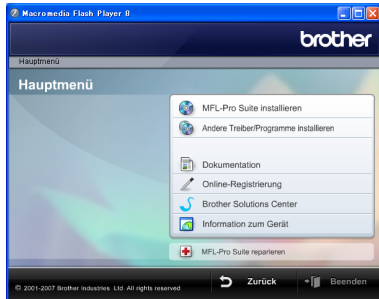 Macromedia Flash Player 8
brother
Hauptmenü
Hauptmenü
MFL-Pro Suite installieren
Andere Treiber/Programme installieren
Dokumentation
Online-Registrierung
Brother Solutions Center
Information zum Gerät
MFL-Pro Suite reparieren
© 2001-2007 Brother Industries Ltd. All rights reserved
Zurück
Beenden